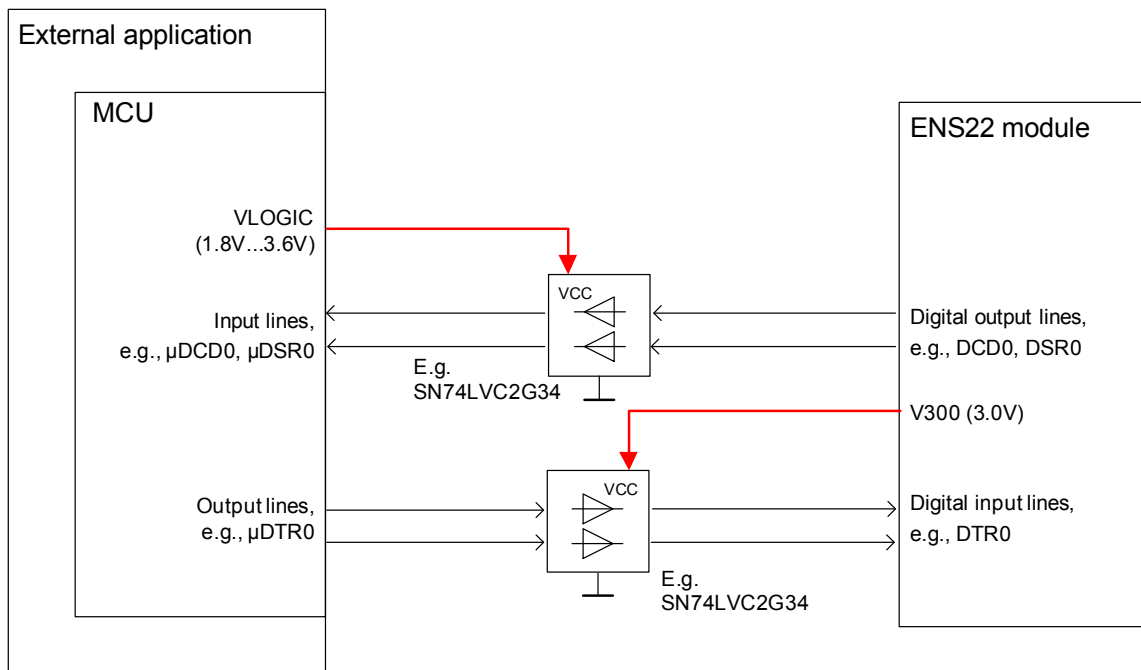 External application
MCU
ENS22 module
VLOGIC
(1.8V...3.6V)
VCC
Input lines,
e.g., µDCD0, µDSR0
Digital output lines,
e.g., DCD0, DSR0
E.g.
SN74LVC2G34
V300 (3.0V)
VCC
Output lines,
e.g., µDTR0
Digital input lines,
e.g., DTR0
E.g.
SN74LVC2G34